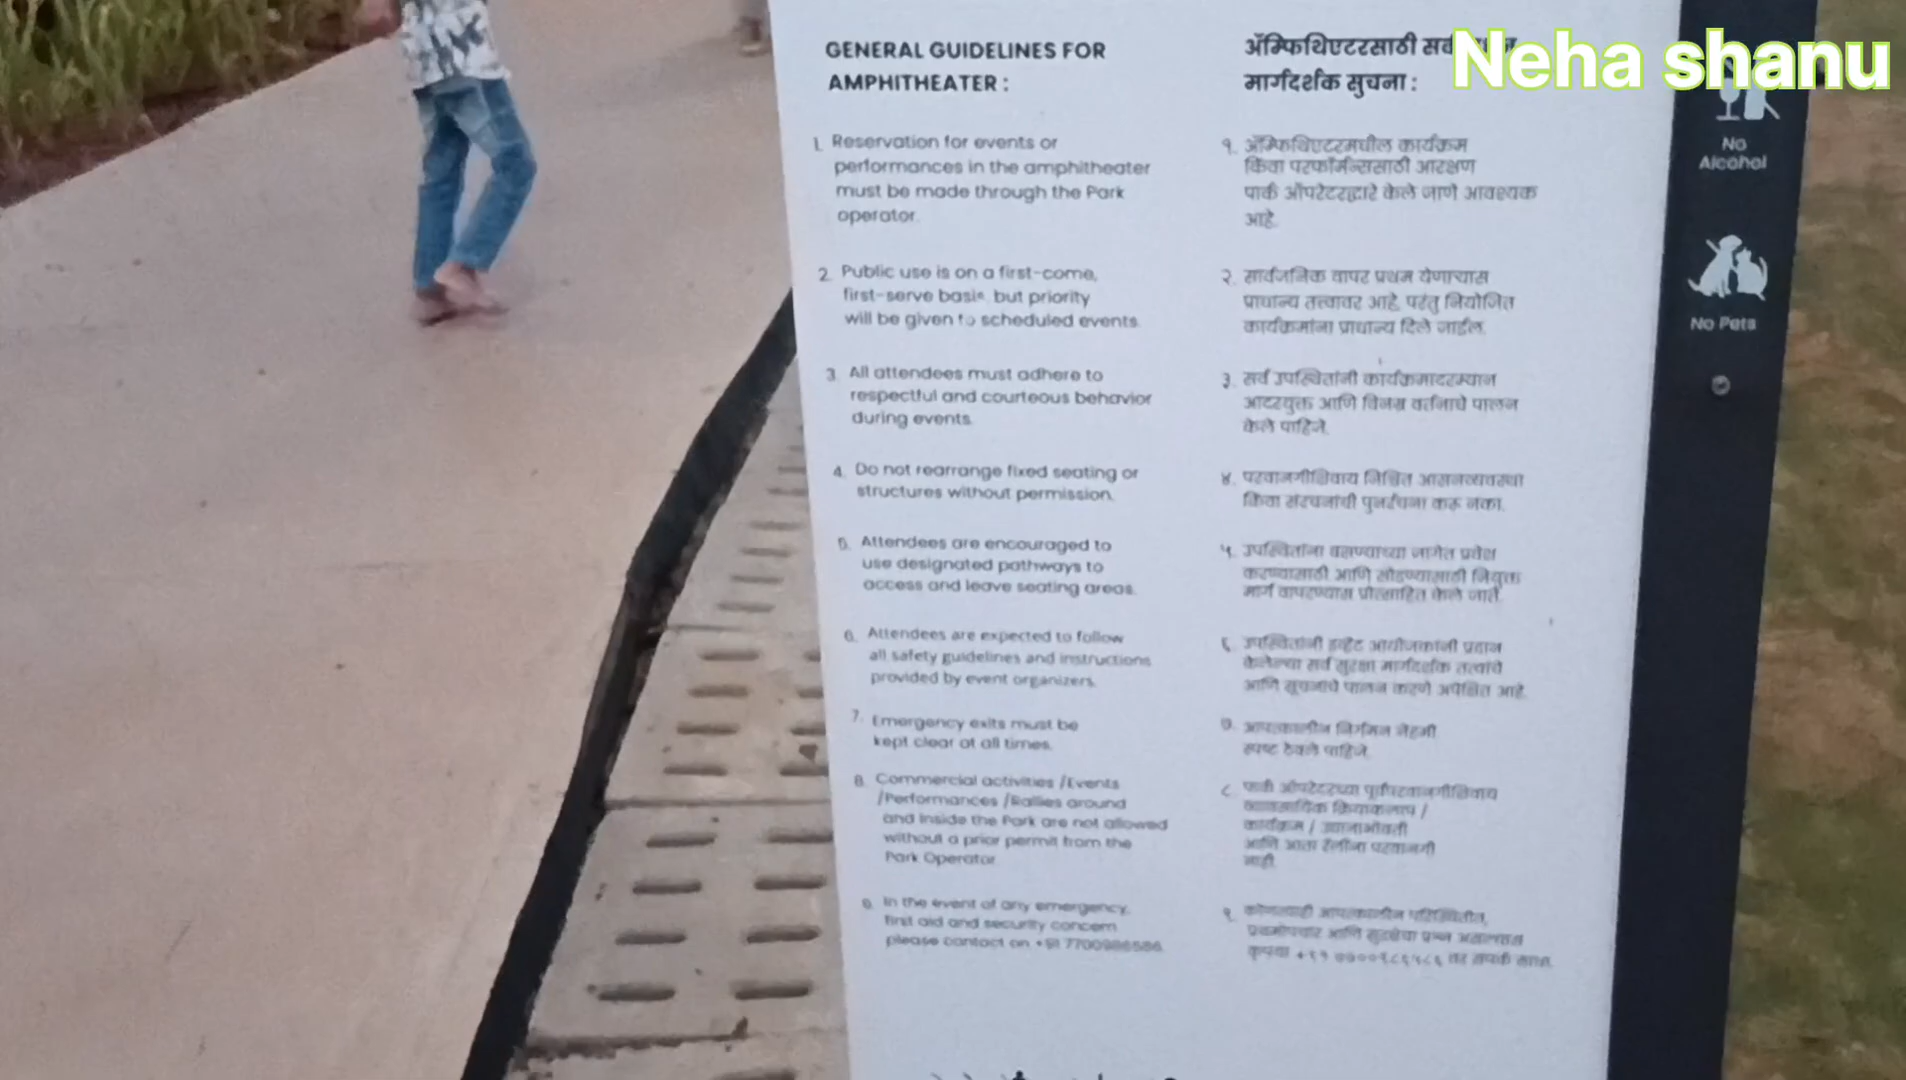 GENERAL GUIDELINES FOR
AMPHITHEATER :
1. Reservation for events or
performances in the amphitheater
must be made through the Park
operator.
2. Public use is on a first-come,
first-serve basis, but priority
will be given to scheduled events.
3. All attendees must adhere to
respectful and courteous behavior
during events.
4. Do not rearrange fixed seating or
structures without permission.
5. Attendees are encouraged to
use designated pathways to
access and leave seating areas.
6. Attendees are expected to follow
all safety guidelines and instructions
provided by event organizers.
7. Emergency exits must be
kept clear at all times.
8. Commercial activities /Events
/Performances /Rallies around
and inside the Park are not allowed
without a prior permit from the
Park Operator.
9. In the event of any emergency,
first aid and security concern
please contact on +91
ॲम्फिथिएटरसाठी
मार्गदर्शक सूचना :
१. ॲम्फिथिएटरमधील कार्यक्रम
किंवा परफॉर्मन्ससाठी आरक्षण
पार्क ऑपरेटरद्वारे केले जाणे आवश्यक
आहे.
२. सार्वजनिक वापर प्रथम येणाऱ्यास
प्राधान्य तत्त्वावर आहे, परंतु नियोजित
कार्यक्रमांना प्राधान्य दिले जाईल.
३. सर्व उपस्थितांनी कार्यक्रमादरम्यान
आदरयुक्त आणि विनम्र वर्तनाचे पालन
केले पाहिजे.
४. परवानगीशिवाय निश्चित आसनव्यवस्था
किंवा संरचनांची पुनर्रचना करू नका.
५. उपस्थितांना बसण्याच्या जागेत प्रवेश
करण्यासाठी आणि सोडण्यासाठी नियुक्त
मार्ग वापरण्यास प्रोत्साहित केले जाते.
६. उपस्थितांनी इव्हेंट आयोजकांनी प्रदान
केलेल्या सर्व सुरक्षा मार्गदर्शक तत्वांचे
आणि सूचनांचे पालन करणे अपेक्षित आहे.
७. आपत्कालीन निर्गमन नेहमी
स्पष्ट ठेवले पाहिजे.
८. पार्क ऑपरेटरच्या पूर्वपरवानगीशिवाय
व्यावसायिक क्रियाकलाप /
कार्यक्रम / उद्यानाभोवती
आणि आत रॅलींना परवानगी
नाही.
९. कोणत्याही आपत्कालीन परिस्थितीत,
प्रथमोपचार आणि सुरक्षेचा प्रश्न असल्यास
कृपया +९१ वर संपर्क साधा.
Neha shanu
No
Alcohol
No Pets